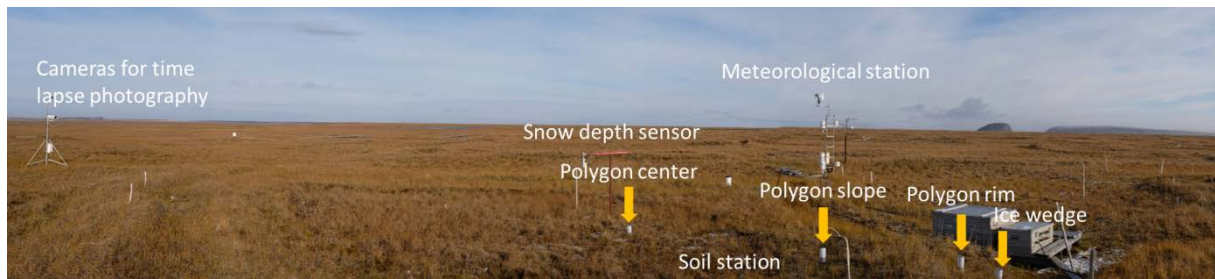 Cameras for time
lapse photography
Meteorological station
Snow depth sensor
Polygon center
Polygon slope
Polygon rim
Ice wedge
Soil station